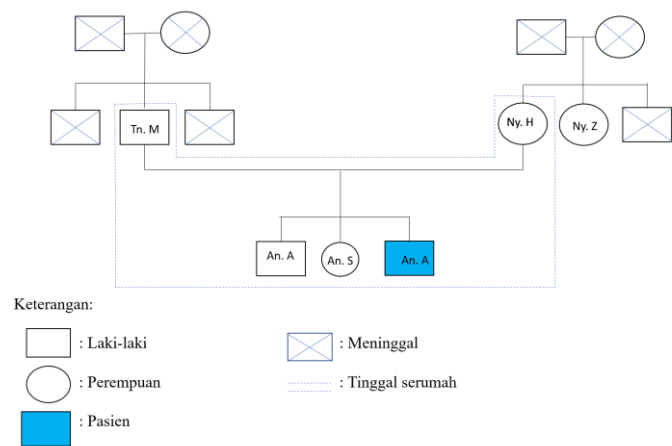 Tn. M
Ny. H
Ny. Z
An. A
An. S
An. A
Keterangan:
: Laki-laki
: Meninggal
: Perempuan
: Tinggal serumah
: Pasien